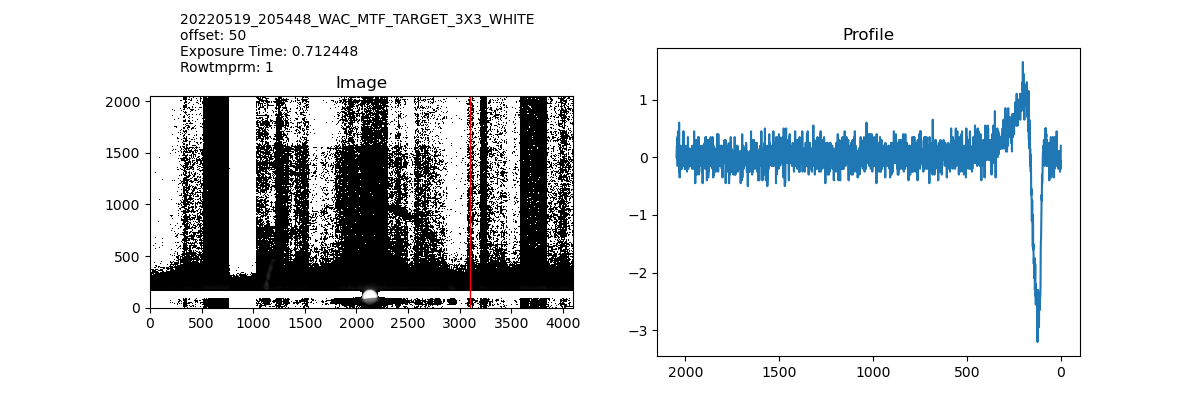 20220519_205448_WAC_MTF_TARGET_3X3_WHITE
offset: 50
Exposure Time: 0.712448
Rowtmprm: 1
Image
2000
1500
1000
500
0
0 500 1000 1500 2000 2500 3000 3500 4000
Profile
1
0
−1
−2
−3
2000 1500 1000 500 0